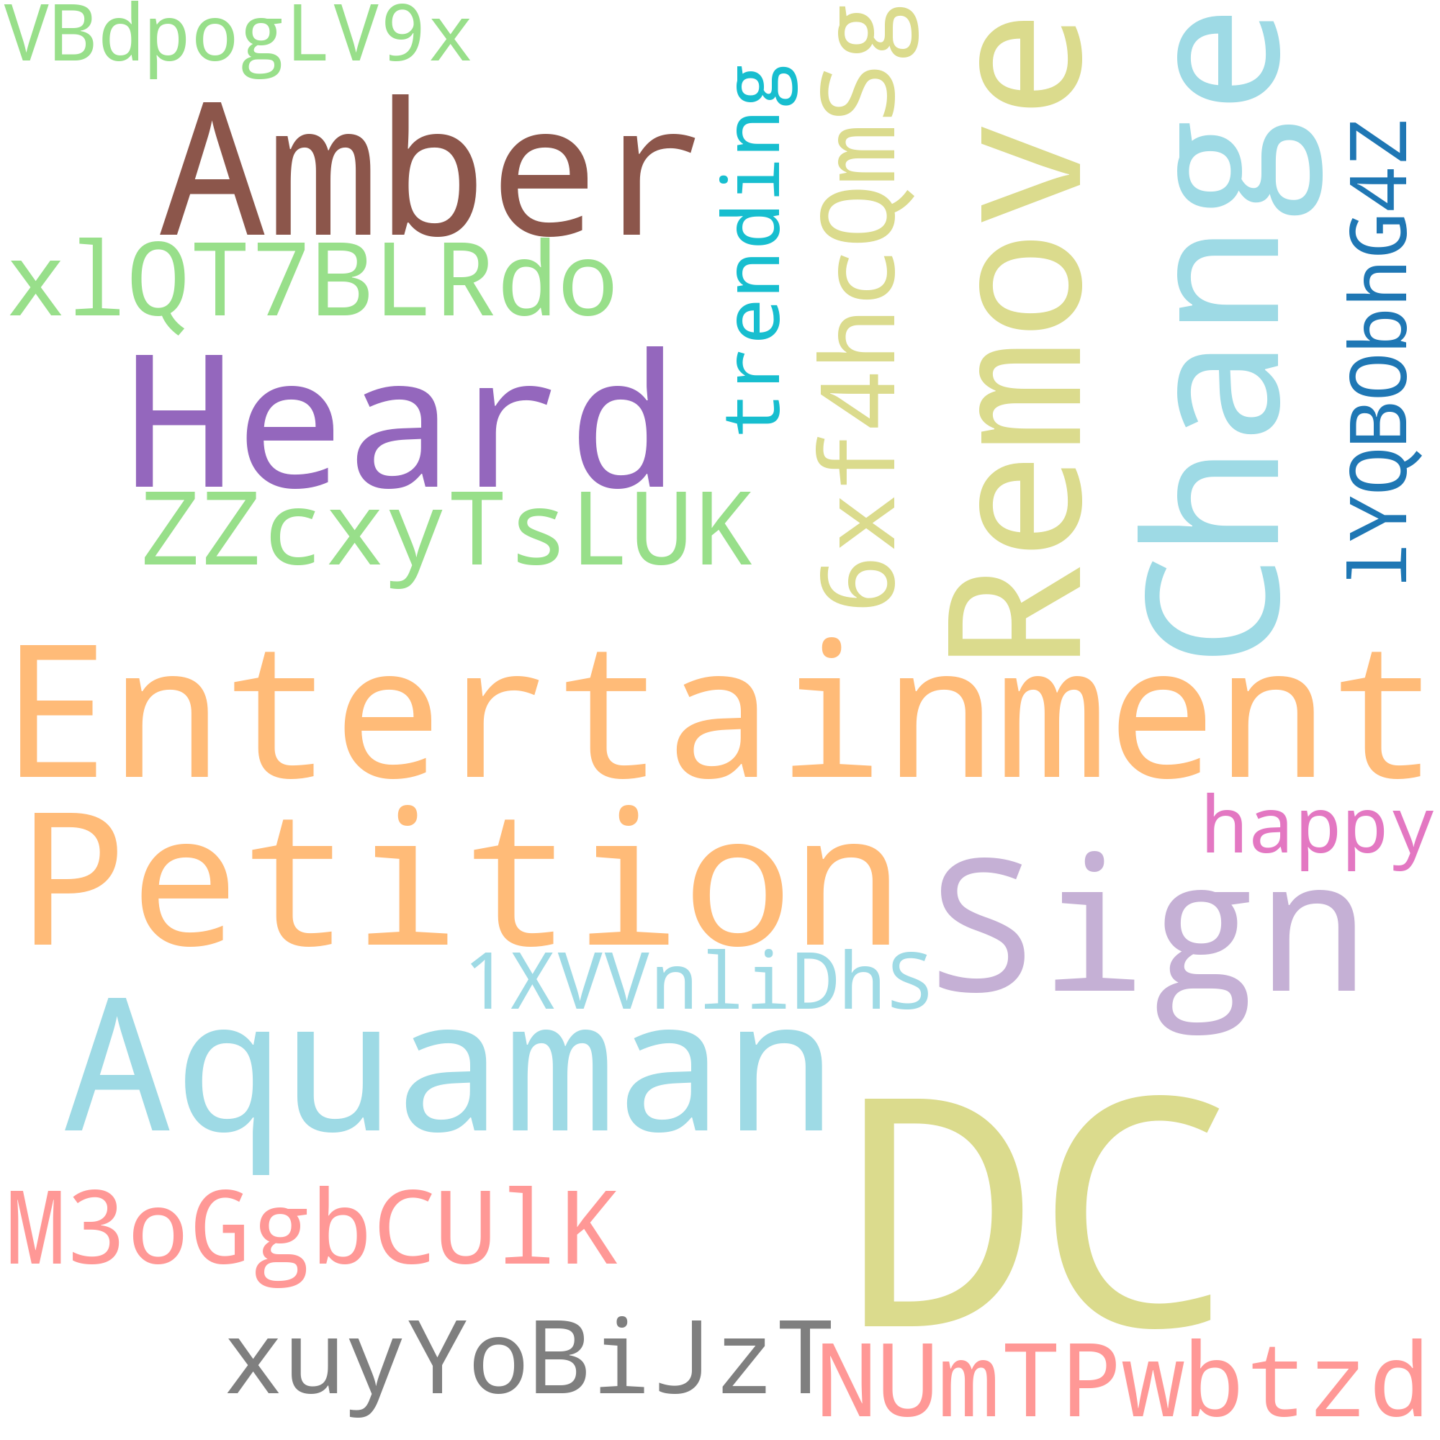 VBdpogLV9x
Amber
xlQT7BLRdo
Heard
ZZcxyTsLUK
trending
6xf4hcQmSg
Remove
Change
lYQB0bhG4Z
Entertainment
Petition
happy
Sign
1XVVnliDhS
Aquaman
DC
M3oGgbCUlK
xuyYoBiJzT
NUmTPwbtzd